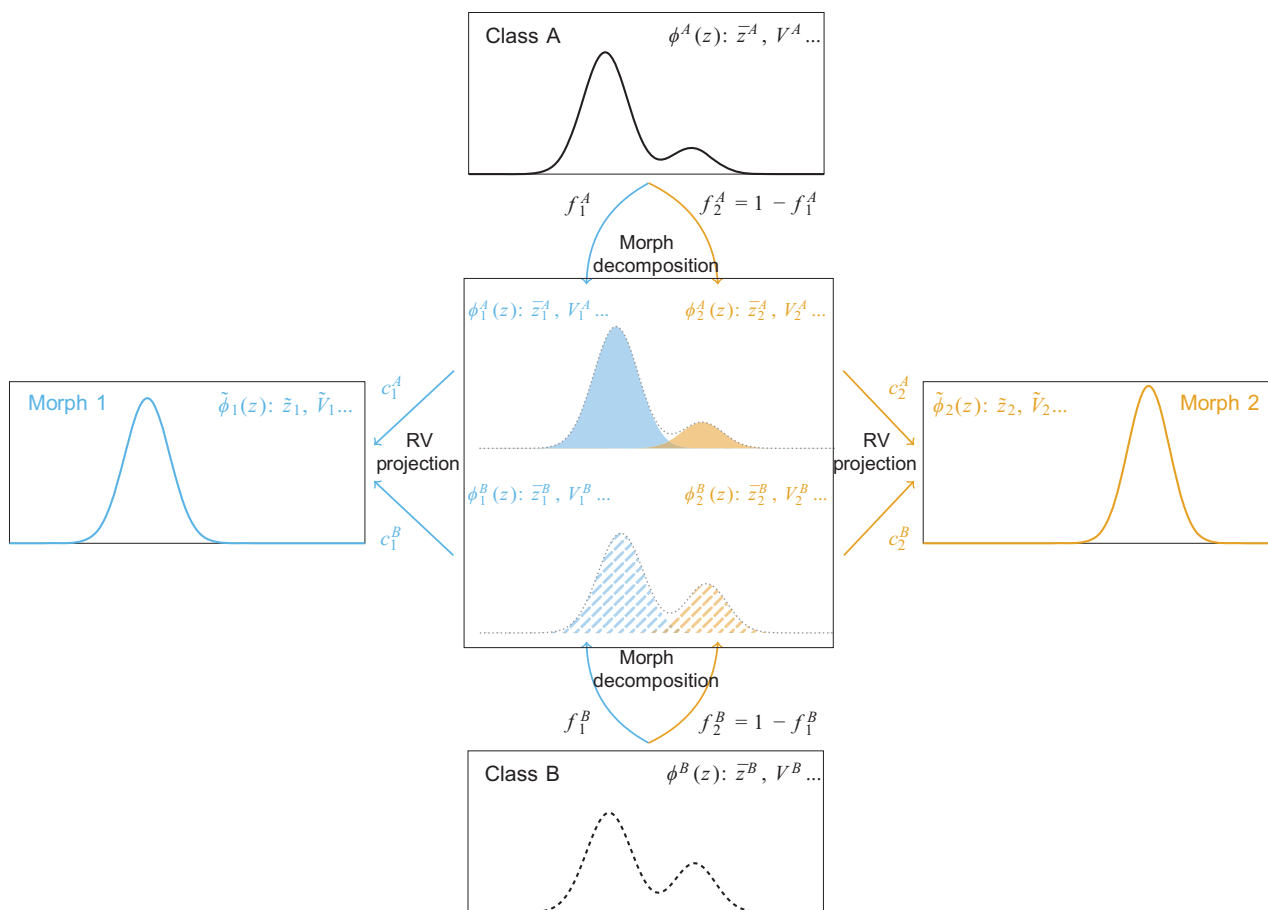 Class A
ϕ^A(z): z̅^A, V^A ...
f_1^A
f_2^A = 1 − f_1^A
Morph
decomposition
ϕ_1^A(z): z̅_1^A, V_1^A ...
ϕ_2^A(z): z̅_2^A, V_2^A ...
c_1^A
c_2^A
Morph 1
ϕ̃_1(z): z̃_1, Ṽ_1...
ϕ̃_2(z): z̃_2, Ṽ_2...
Morph 2
RV
projection
RV
projection
ϕ_1^B(z): z̅_1^B, V_1^B ...
ϕ_2^B(z): z̅_2^B, V_2^B ...
c_1^B
c_2^B
Morph
decomposition
f_1^B
f_2^B = 1 − f_1^B
Class B
ϕ^B(z): z̅^B, V^B ...